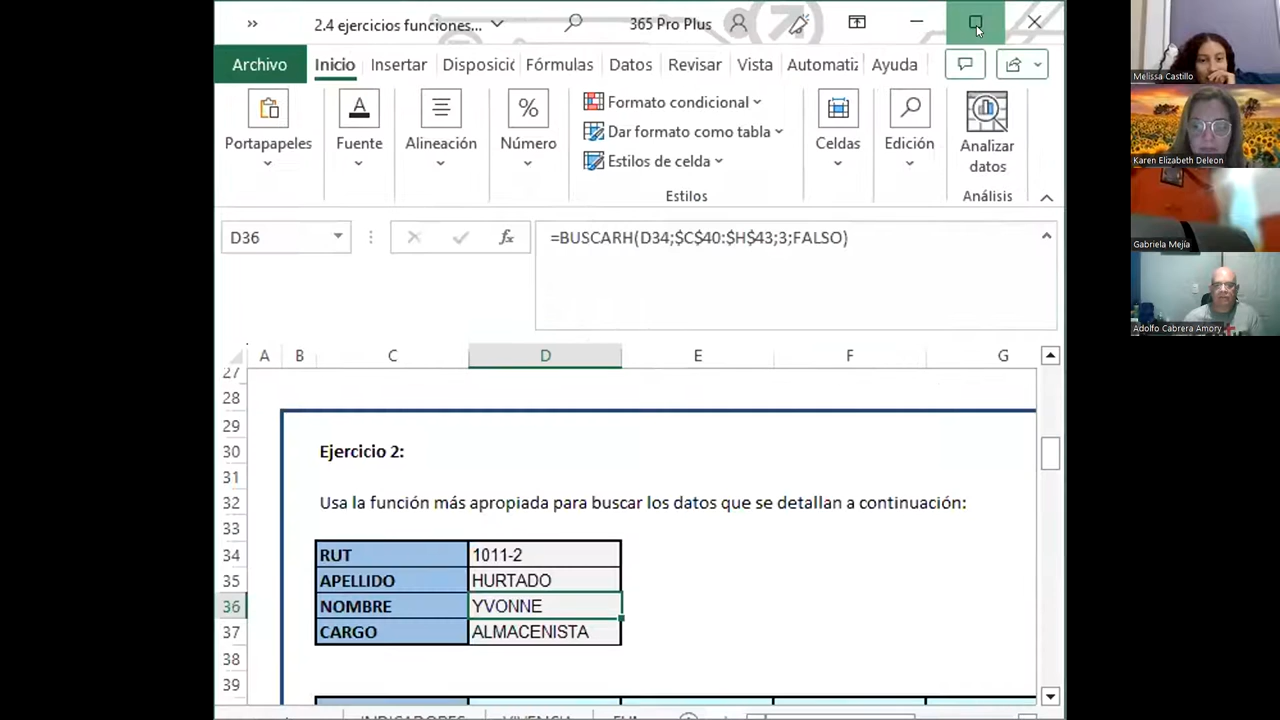 2.4 ejercicios funciones...
365 Pro Plus
Archivo Inicio Insertar Disposició Fórmulas Datos Revisar Vista Automatiz Ayuda
Portapapeles
Fuente
Alineación
%
Número
Formato condicional
Dar formato como tabla
Estilos de celda
Estilos
Celdas
Edición
Analizar
datos
Análisis
D36
fx
=BUSCARH(D34;$C$40:$H$43;3;FALSO)
A B C D E F G
27
28
29
30 Ejercicio 2:
31
32 Usa la función más apropiada para buscar los datos que se detallan a continuación:
33
34 RUT 1011-2
35 APELLIDO HURTADO
36 NOMBRE YVONNE
37 CARGO ALMACENISTA
38
39
Melissa Castillo
Karen Elizabeth Deleon
Gabriela Mejía
Adolfo Cabrera Amory